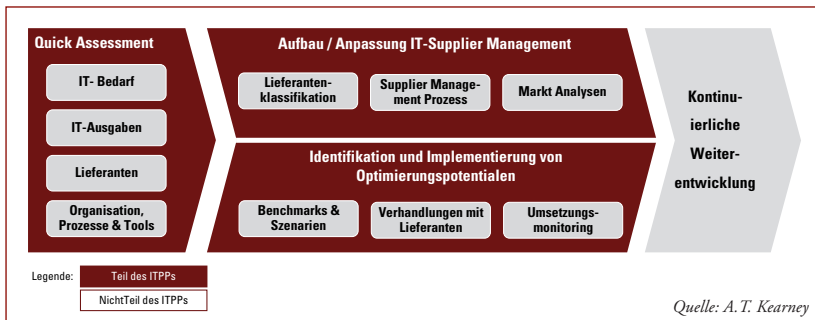 Quick Assessment
IT- Bedarf
IT-Ausgaben
Lieferanten
Organisation,
Prozesse & Tools
Aufbau / Anpassung IT-Supplier Management
Lieferanten-
klassifikation
Supplier Manage-
ment Prozess
Markt Analysen
Identifikation und Implementierung von
Optimierungspotentialen
Benchmarks &
Szenarien
Verhandlungen mit
Lieferanten
Umsetzungs-
monitoring
Kontinu-
ierliche
Weiter-
entwicklung
Legende:
Teil des ITPPs
NichtTeil des ITPPs
Quelle: A.T. Kearney